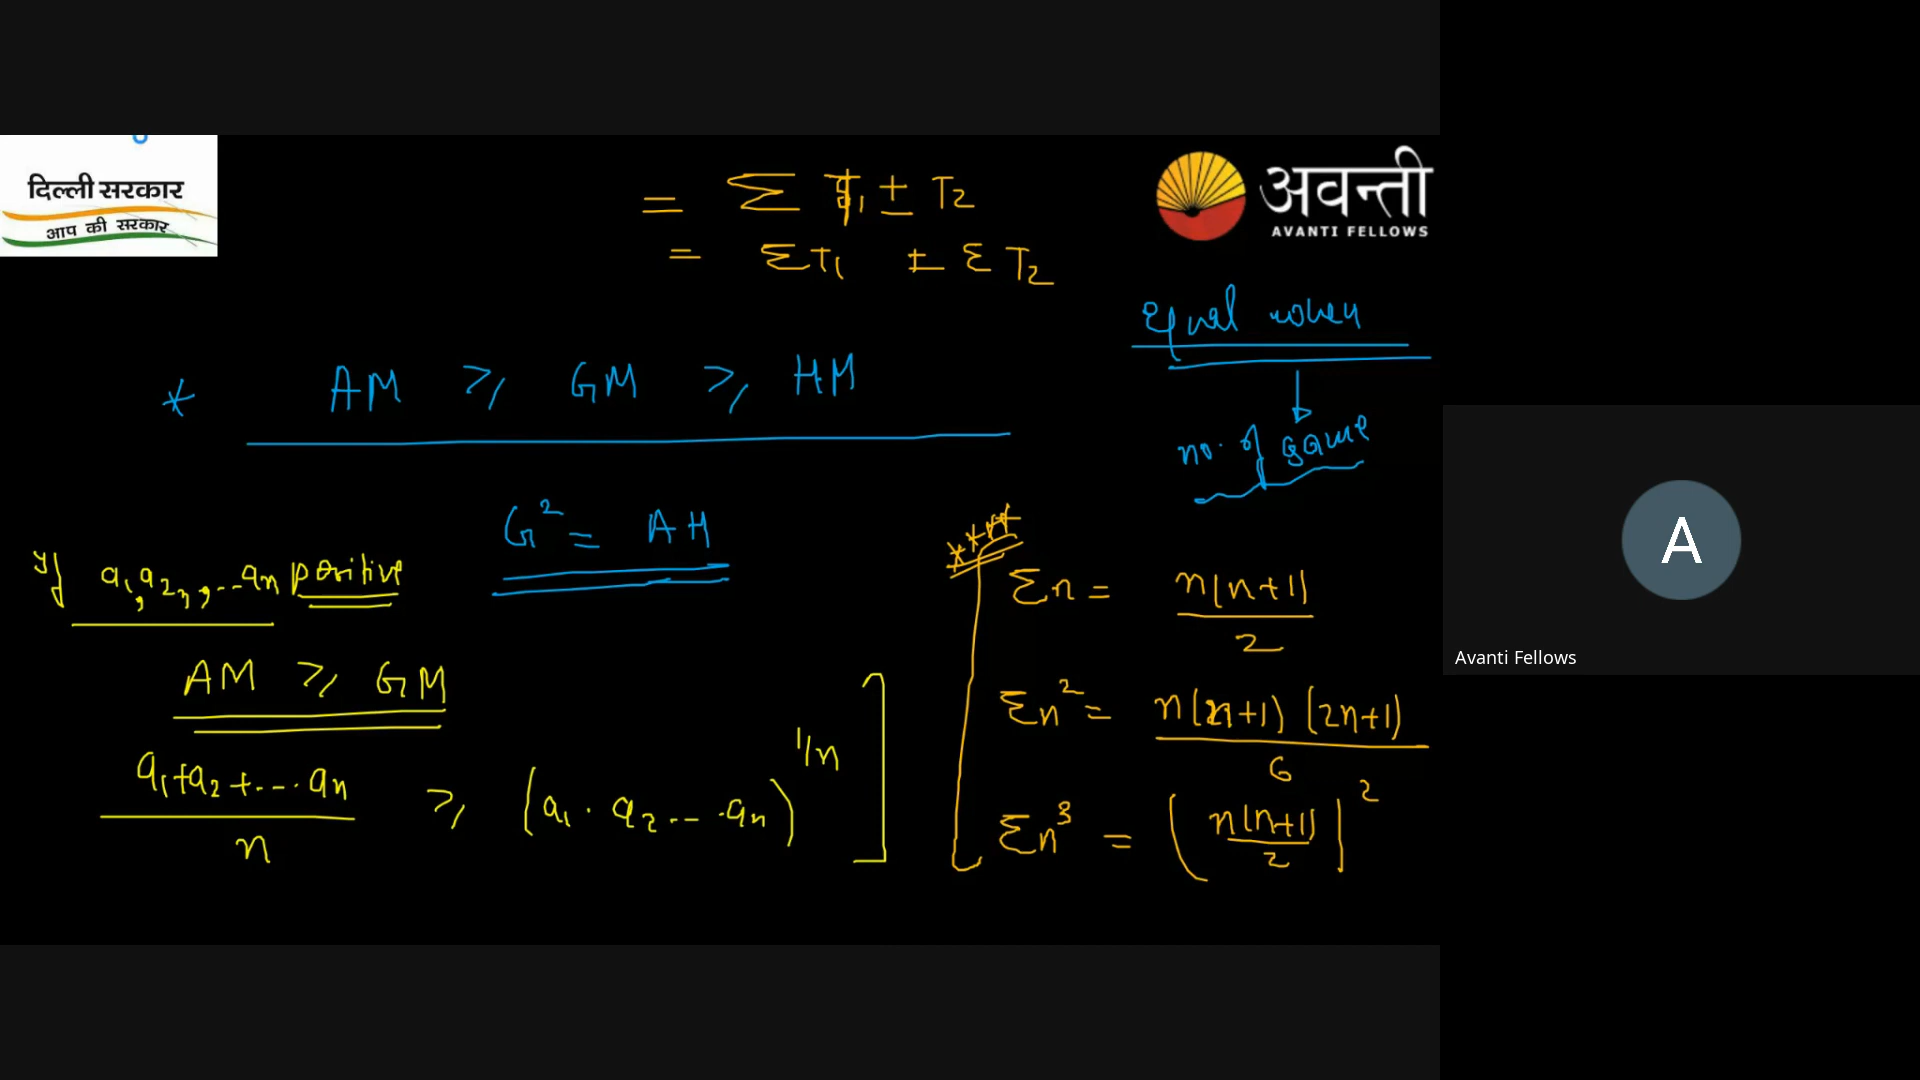 दिल्ली सरकार
आप की सरकार
= Σ T₁ ± T₂
= ΣT₁ ± Σ T₂
अवन्ती
AVANTI FELLOWS
equal when
no. of same
* AM ⩾ GM ⩾ HM
G² = AH
If a₁, a₂, , ... aₙ positive
AM ⩾ GM
a₁+a₂+.... aₙ / n ⩾ (a₁ . a₂ ... .aₙ)^1/n
****
Σn = n(n+1) / 2
Σn² = n(n+1) (2n+1) / 6
Σn³ = (n(n+1) / 2)²
A
Avanti Fellows